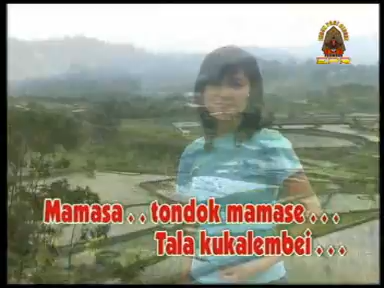 Mamasa . . tondok mamase . . .
Tala kukalembei . . .